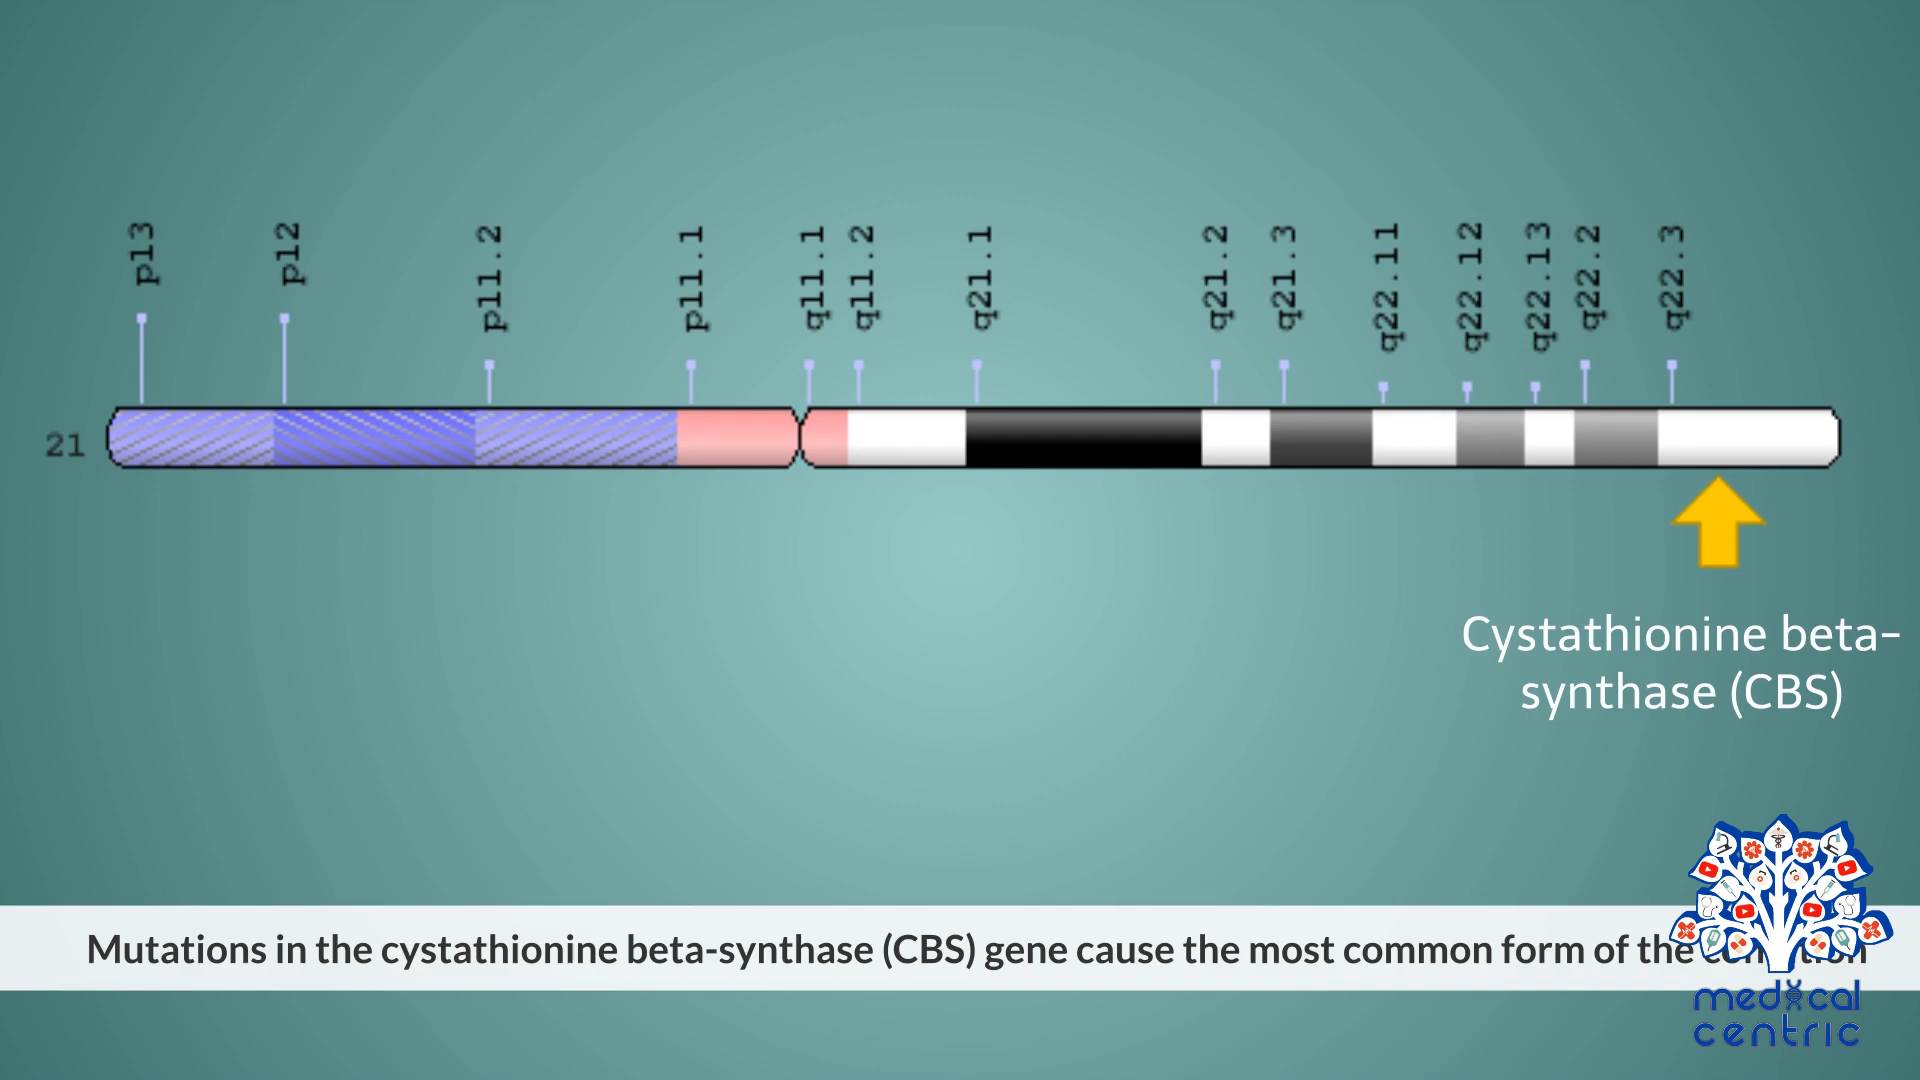 p13
p12
p11.2
p11.1
q11.1
q11.2
q21.1
q21.2
q21.3
q22.11
q22.12
q22.13
q22.2
q22.3
21
Cystathionine beta-
synthase (CBS)
Mutations in the cystathionine beta-synthase (CBS) gene cause the most common form of the
medical
centric